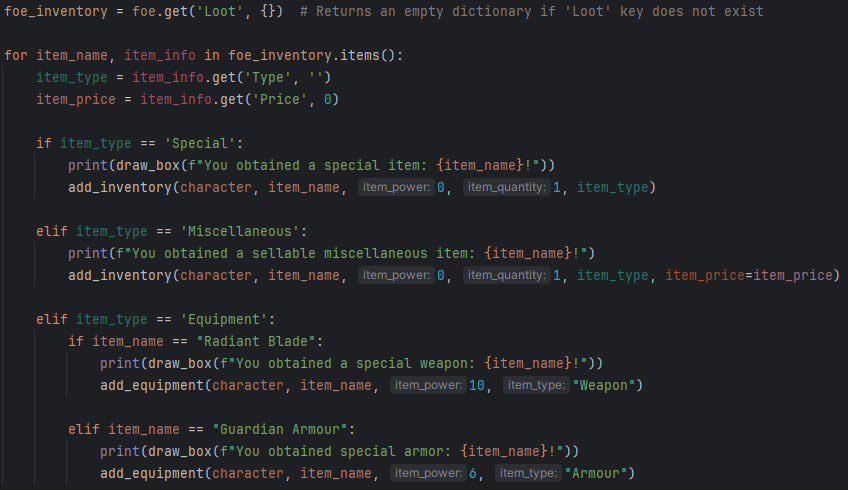 foe_inventory = foe.get('Loot', {})  # Returns an empty dictionary if 'Loot' key does not exist
for item_name, item_info in foe_inventory.items():
    item_type = item_info.get('Type', '')
    item_price = item_info.get('Price', 0)
    if item_type == 'Special':
        print(draw_box(f"You obtained a special item: {item_name}!"))
        add_inventory(character, item_name, item_power: 0, item_quantity: 1, item_type)
    elif item_type == 'Miscellaneous':
        print(f"You obtained a sellable miscellaneous item: {item_name}!")
        add_inventory(character, item_name, item_power: 0, item_quantity: 1, item_type, item_price=item_price)
    elif item_type == 'Equipment':
        if item_name == "Radiant Blade":
            print(draw_box(f"You obtained a special weapon: {item_name}!"))
            add_equipment(character, item_name, item_power: 10, item_type: "Weapon")
        elif item_name == "Guardian Armour":
            print(draw_box(f"You obtained special armor: {item_name}!"))
            add_equipment(character, item_name, item_power: 6, item_type: "Armour")